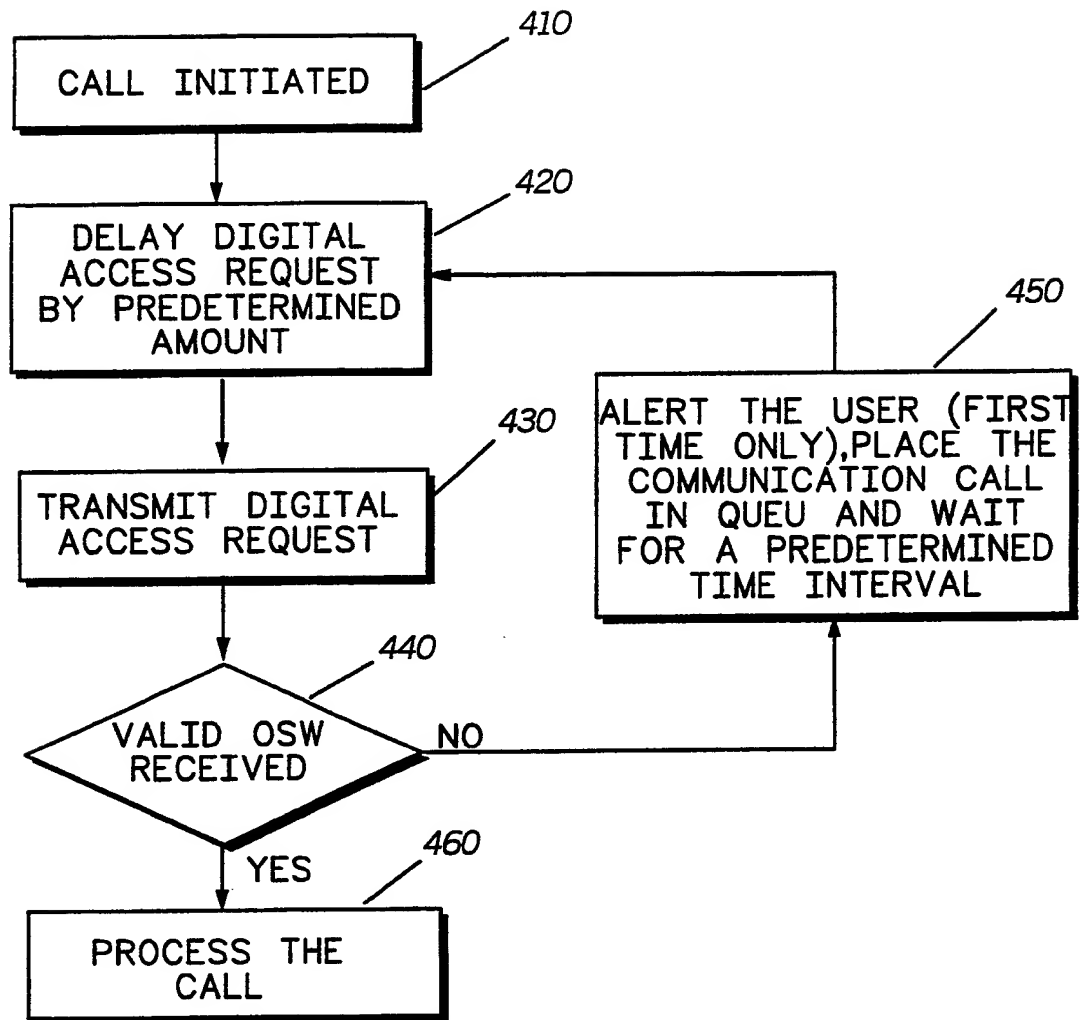 410
CALL INITIATED
420
DELAY DIGITAL
ACCESS REQUEST
BY PREDETERMINED
AMOUNT
430
TRANSMIT DIGITAL
ACCESS REQUEST
440
VALID OSW
RECEIVED
NO
450
ALERT THE USER (FIRST
TIME ONLY),PLACE THE
COMMUNICATION CALL
IN QUEU AND WAIT
FOR A PREDETERMINED
TIME INTERVAL
YES
460
PROCESS THE
CALL